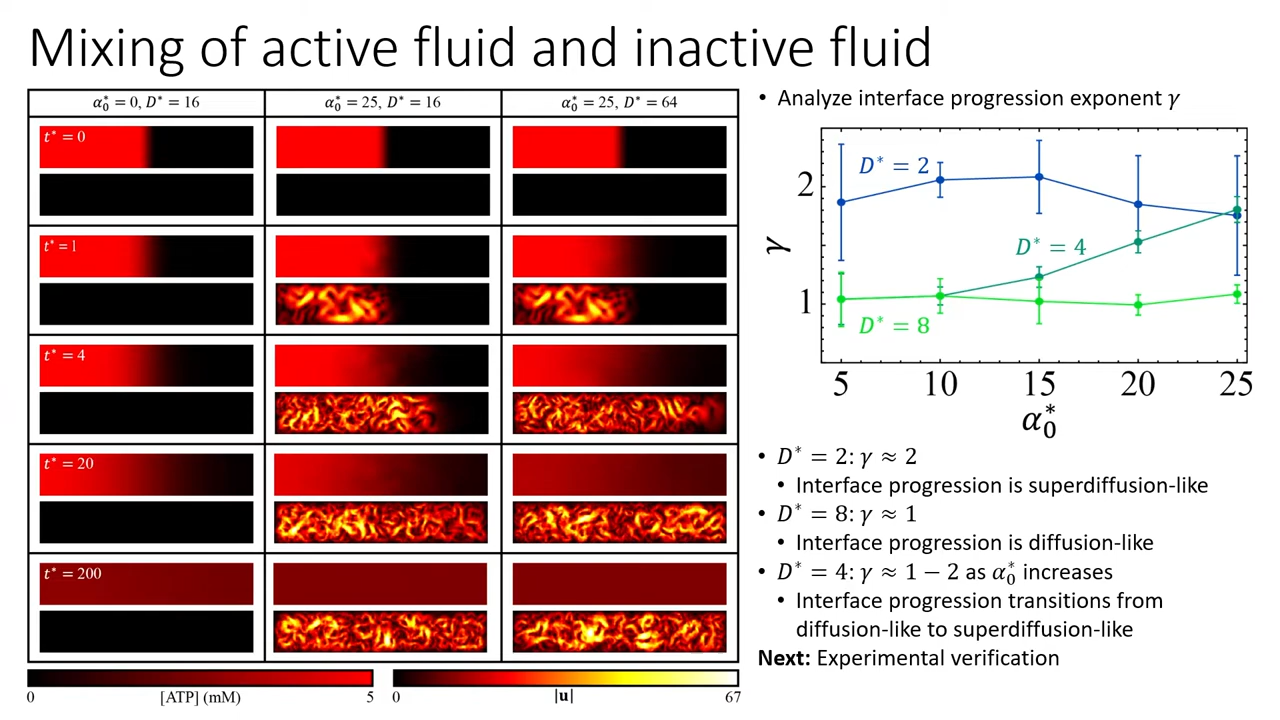 Mixing of active fluid and inactive fluid
α₀* = 0, D* = 16
α₀* = 25, D* = 16
α₀* = 25, D* = 64
t* = 0
t* = 1
t* = 4
t* = 20
t* = 200
0
[ATP] (mM)
5
0
|u|
67
• Analyze interface progression exponent γ
2
1
γ
D* = 2
D* = 4
D* = 8
5
10
15
20
25
α₀*
• D* = 2: γ ≈ 2
• Interface progression is superdiffusion-like
• D* = 8: γ ≈ 1
• Interface progression is diffusion-like
• D* = 4: γ ≈ 1 − 2 as α₀* increases
• Interface progression transitions from
diffusion-like to superdiffusion-like
Next: Experimental verification